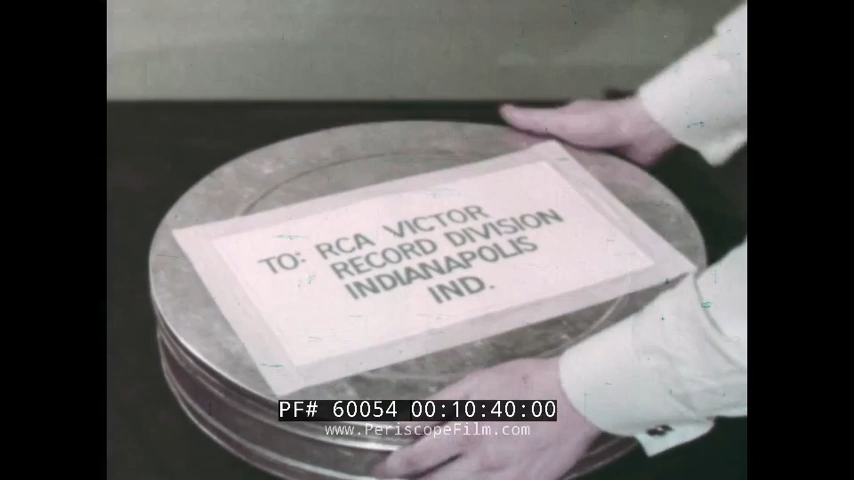 TO: RCA VICTOR
RECORD DIVISION
INDIANAPOLIS
IND.
PF# 60054 00:10:40:00
www.PeriscopeFilm.com